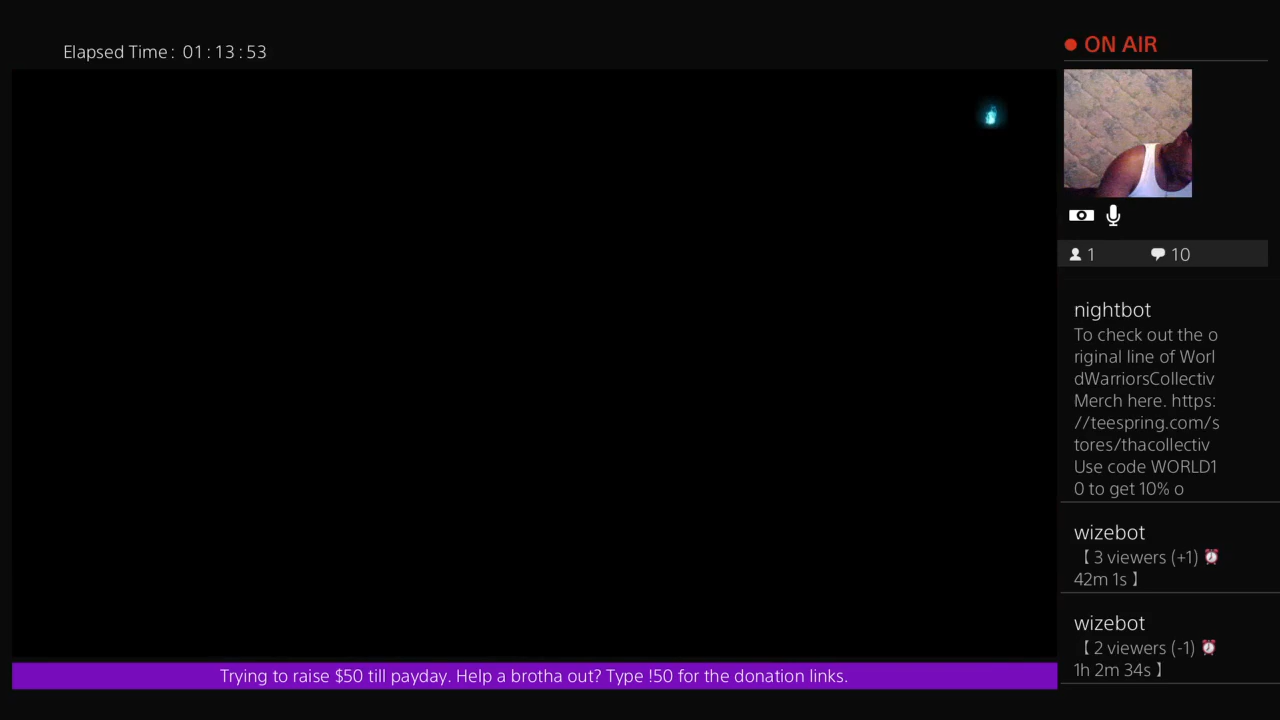 Elapsed Time: 01:13:53
ON AIR
1 10
nightbot
To check out the o
riginal line of Worl
dWarriorsCollectiv
Merch here. https:
//teespring.com/s
tores/thacollectiv
Use code WORLD1
0 to get 10% o
wizebot
【 3 viewers (+1) ⏰
42m 1s 】
wizebot
【 2 viewers (-1) ⏰
1h 2m 34s 】
Trying to raise $50 till payday. Help a brotha out? Type !50 for the donation links.